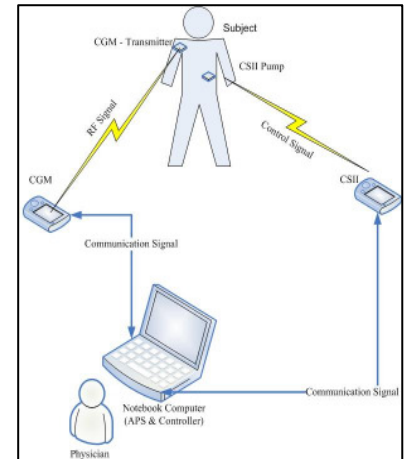 Subject
CGM - Transmitter
CSII Pump
RF Signal
Control Signal
CGM
CSII
Communication Signal
Communication Signal
Notebook Computer
(APS & Controller)
Physician